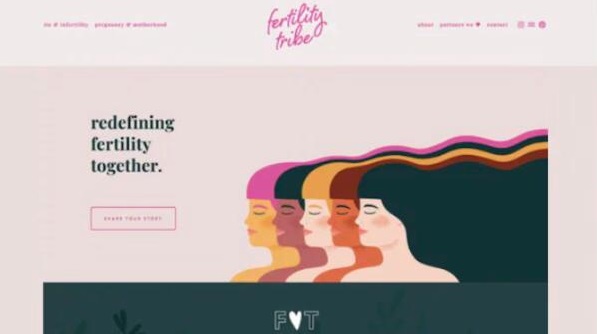 ttc & infertility pregnancy & motherhood
fertility
tribe
about partners we ♥ contact
redefining
fertility
together.
SHARE YOUR STORY
F♥T